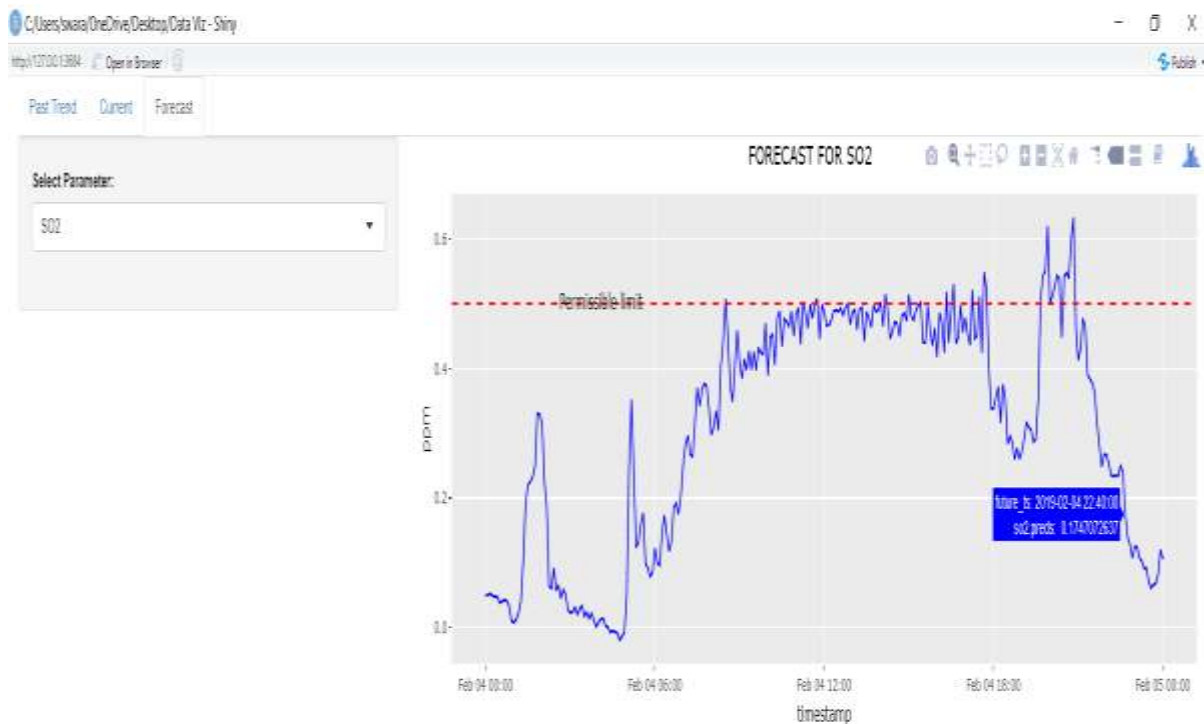 C:/Users/swara/OneDrive/Desktop/Data Viz - Shiny
Open in Browser
Publish
Past Trend Current Forecast
Select Parameter:
SO2
FORECAST FOR SO2
Permissible limit
0.6
0.4
0.2
0.0
ppm
future_ts: 2019-02-04 22:40:00
so2.preds: 0.1747072637
Feb 04 00:00 Feb 04 06:00 Feb 04 12:00 Feb 04 18:00 Feb 05 00:00
timestamp